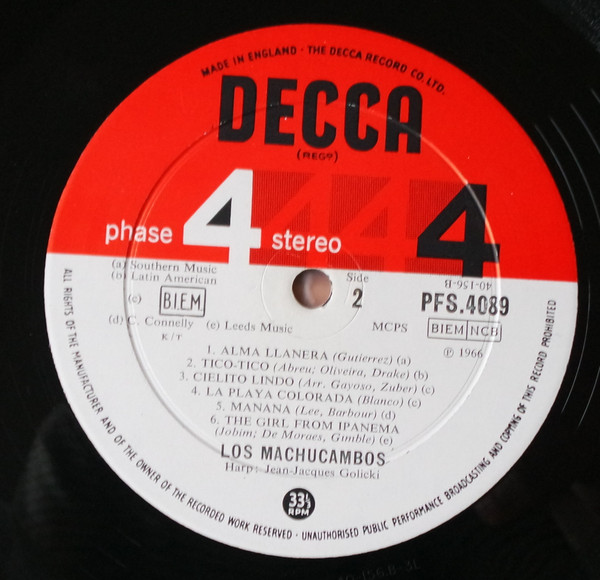 MADE IN ENGLAND · THE DECCA RECORD CO. LTD.
DECCA
(REGD)
phase 4 stereo 4 4 4
(a) Southern Music
(b) Latin American
(c) BIEM
(d) C. Connelly (e) Leeds Music
K/T
Side
2
40-156-B
PFS.4089
MCPS BIEM NCB
℗ 1966
1. ALMA LLANERA (Gutierrez) (a)
2. TICO-TICO (Abreu; Oliveira, Drake) (b)
3. CIELITO LINDO (Arr. Gavoso, Zuber) (c)
4. LA PLAYA COLORADA (Blanco) (c)
5. MANANA (Lee, Barbour) (d)
6. THE GIRL FROM IPANEMA
(Jobim; De Moraes, Gimble) (e)
LOS MACHUCAMBOS
Harp: Jean-Jacques Golicki
33⅓
RPM
ALL RIGHTS OF THE MANUFACTURER AND OF THE OWNER OF THE RECORDED WORK RESERVED · UNAUTHORISED PUBLIC PERFORMANCE BROADCASTING AND COPYING OF THIS RECORD PROHIBITED